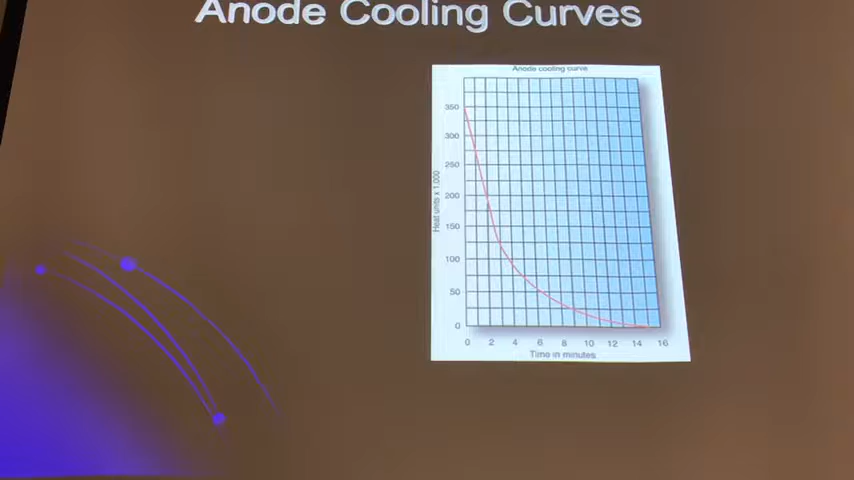 Anode Cooling Curves
Anode cooling curve
Heat units x 1,000
350
300
250
200
150
100
50
0
0 2 4 6 8 10 12 14 16
Time in minutes